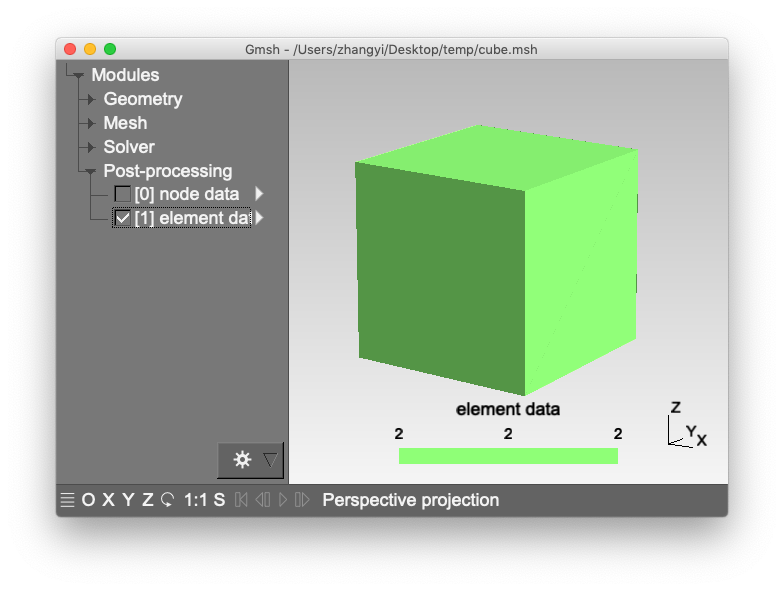 Gmsh - /Users/zhangyi/Desktop/temp/cube.msh
Modules
Geometry
Mesh
Solver
Post-processing
[0] node data
[1] element da
element data
2 2 2
Z
Y
X
O X Y Z 1:1 S Perspective projection